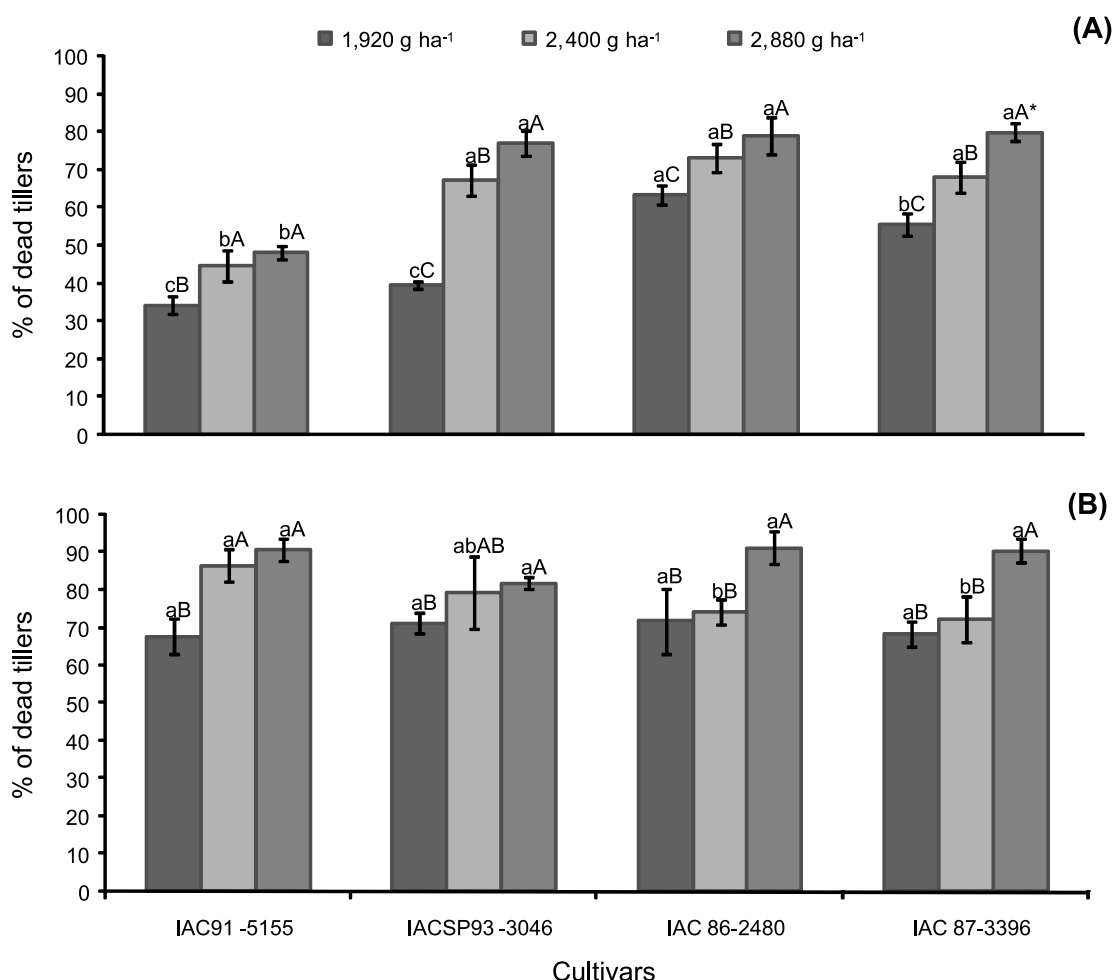 1,920 g ha-1 2,400 g ha-1 2,880 g ha-1 (A)
% of dead tillers
100
90
80
70
60
50
40
30
20
10
0
cB bA bA cC aB aA aC aB aA bC aB aA*
(B)
% of dead tillers
100
90
80
70
60
50
40
30
20
10
0
aB aA aA aB abAB aA aB bB aA aB bB aA
IAC91 -5155 IACSP93 -3046 IAC 86-2480 IAC 87-3396
Cultivars